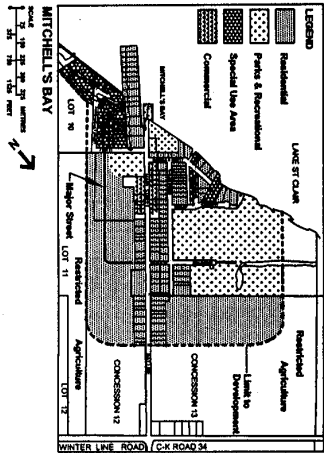 LEGEND
Residential
Parks & Recreational
Special Use Area
Commercial
LAKE ST CLAIR
MITCHELL'S BAY
Restricted
Agriculture
Limit to
Development
CONCESSION 13
CONCESSION 12
LOT 10
LOT 11
LOT 12
Major Street
Restricted
Agriculture
WINTER LINE ROAD
C-K ROAD 34
MITCHELL'S BAY
SCALE
METRES
FEET
N